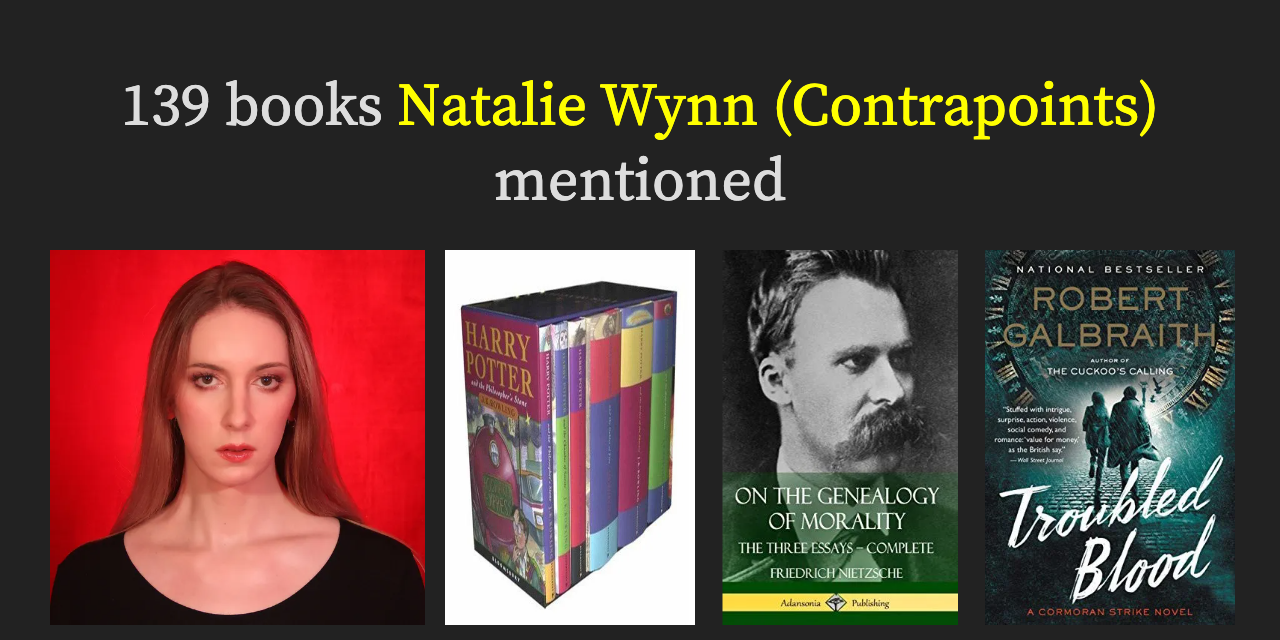 139 books Natalie Wynn (Contrapoints)
mentioned
HARRY
POTTER
and the Philosopher's Stone
J.K. ROWLING
HARRY POTTER
BLOOMSBURY
ON THE GENEALOGY
OF MORALITY
THE THREE ESSAYS – COMPLETE
FRIEDRICH NIETZSCHE
Adansonia Publishing
NATIONAL BESTSELLER
ROBERT
GALBRAITH
AUTHOR OF
THE CUCKOO'S CALLING
"Stuffed with intrigue,
surprise, action, violence,
social comedy, and
romance: 'value for money,'
as the British say."
— Wall Street Journal
Troubled
Blood
A CORMORAN STRIKE NOVEL